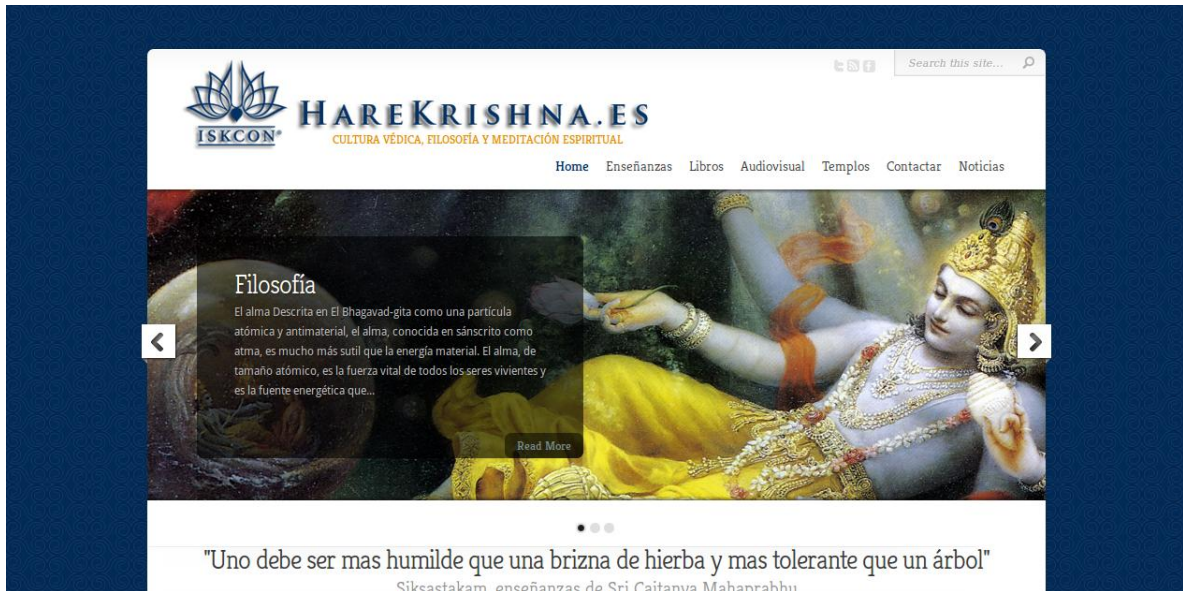 Search this site...
ISKCON®
HAREKRISHNA.ES
CULTURA VÉDICA, FILOSOFÍA Y MEDITACIÓN ESPIRITUAL
Home Enseñanzas Libros Audiovisual Templos Contactar Noticias
Filosofía
El alma Descrita en El Bhagavad-gita como una partícula
atómica y antimaterial, el alma, conocida en sánscrito como
atma, es mucho más sutil que la energía material. El alma, de
tamaño atómico, es la fuerza vital de todos los seres vivientes y
es la fuente energética que...
Read More
"Uno debe ser mas humilde que una brizna de hierba y mas tolerante que un árbol"
Siksastakam, enseñanzas de Sri Caitanya Mahaprabhu